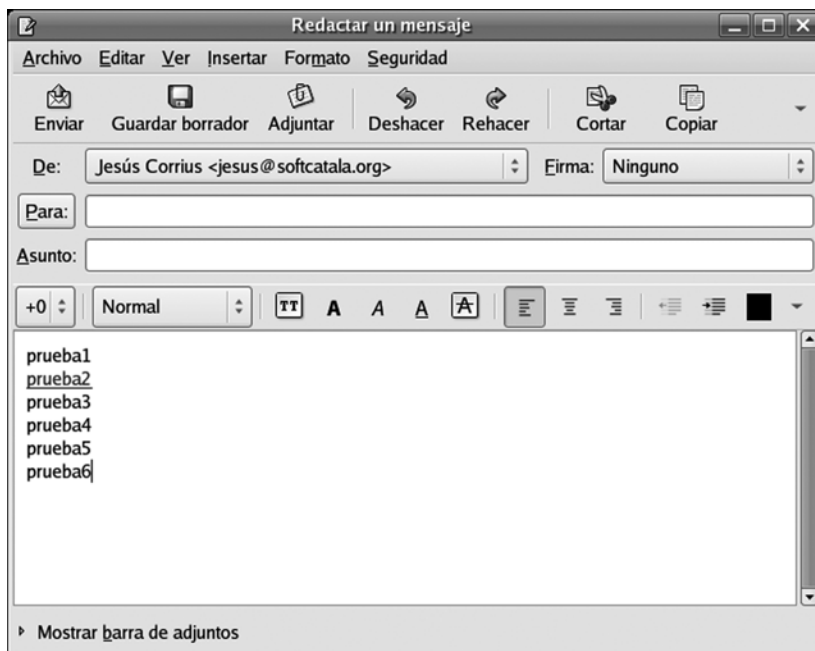 Redactar un mensaje
Archivo Editar Ver Insertar Formato Seguridad
Enviar Guardar borrador Adjuntar Deshacer Rehacer Cortar Copiar
De: Jesús Corrius <jesus@softcatala.org> Firma: Ninguno
Para:
Asunto:
+0 Normal TT A A A A
prueba1
prueba2
prueba3
prueba4
prueba5
prueba6
Mostrar barra de adjuntos